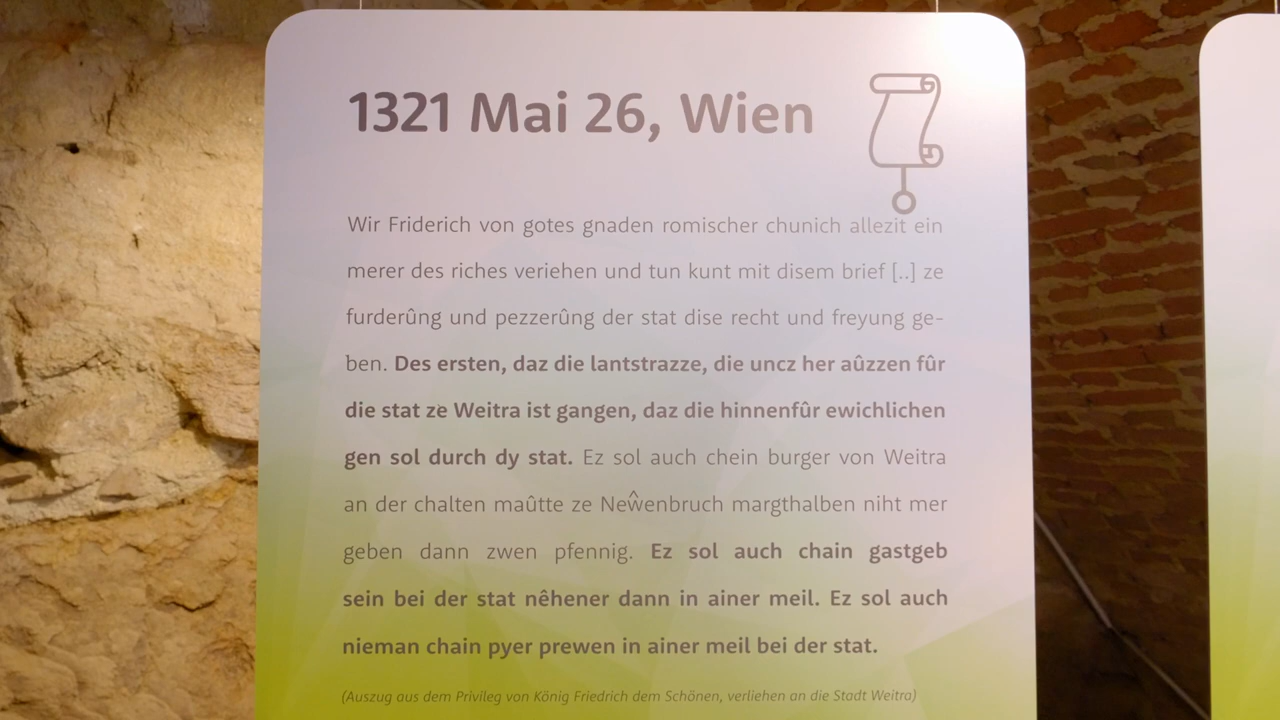 1321 Mai 26, Wien
Wir Friderich von gotes gnaden romischer chunich allezit ein
merer des riches veriehen und tun kunt mit disem brief [..] ze
furderûng und pezzerûng der stat dise recht und freyung ge-
ben. Des ersten, daz die lantstrazze, die uncz her aûzzen fûr
die stat ze Weitra ist gangen, daz die hinnenfûr ewichlichen
gen sol durch dy stat. Ez sol auch chein burger von Weitra
an der chalten maûtte ze Neŵenbruch margthalben niht mer
geben dann zwen pfennig. Ez sol auch chain gastgeb
sein bei der stat nêhener dann in ainer meil. Ez sol auch
nieman chain pyer prewen in ainer meil bei der stat.
(Auszug aus dem Privileg von König Friedrich dem Schönen, verliehen an die Stadt Weitra)